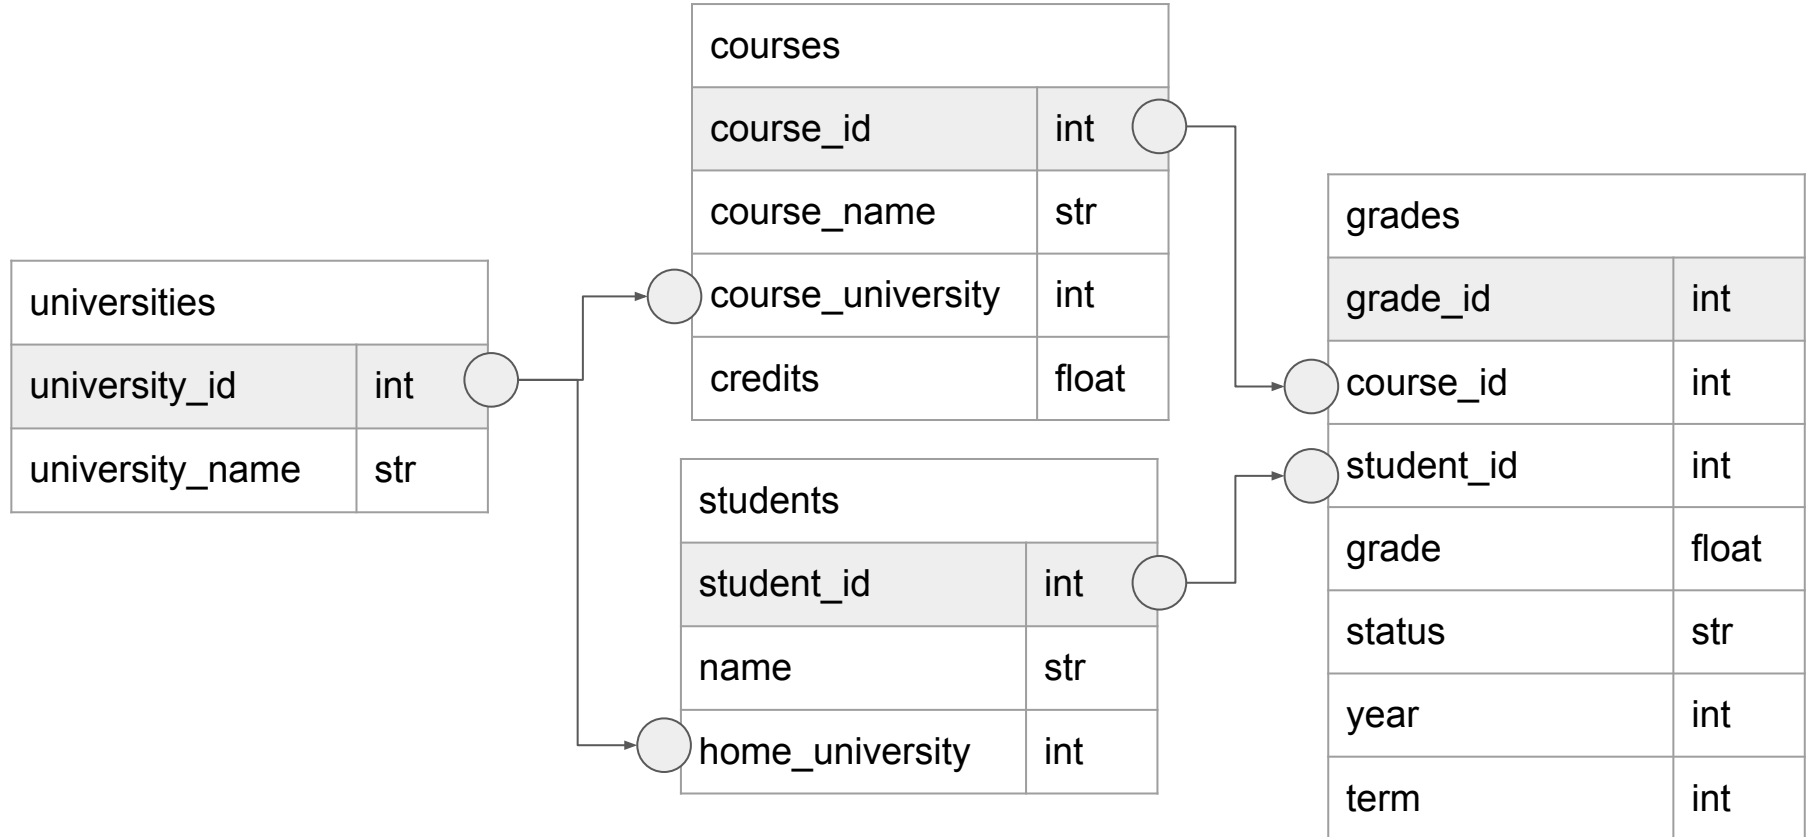 universities
university_id int
university_name str
courses
course_id int
course_name str
course_university int
credits float
students
student_id int
name str
home_university int
grades
grade_id int
course_id int
student_id int
grade float
status str
year int
term int